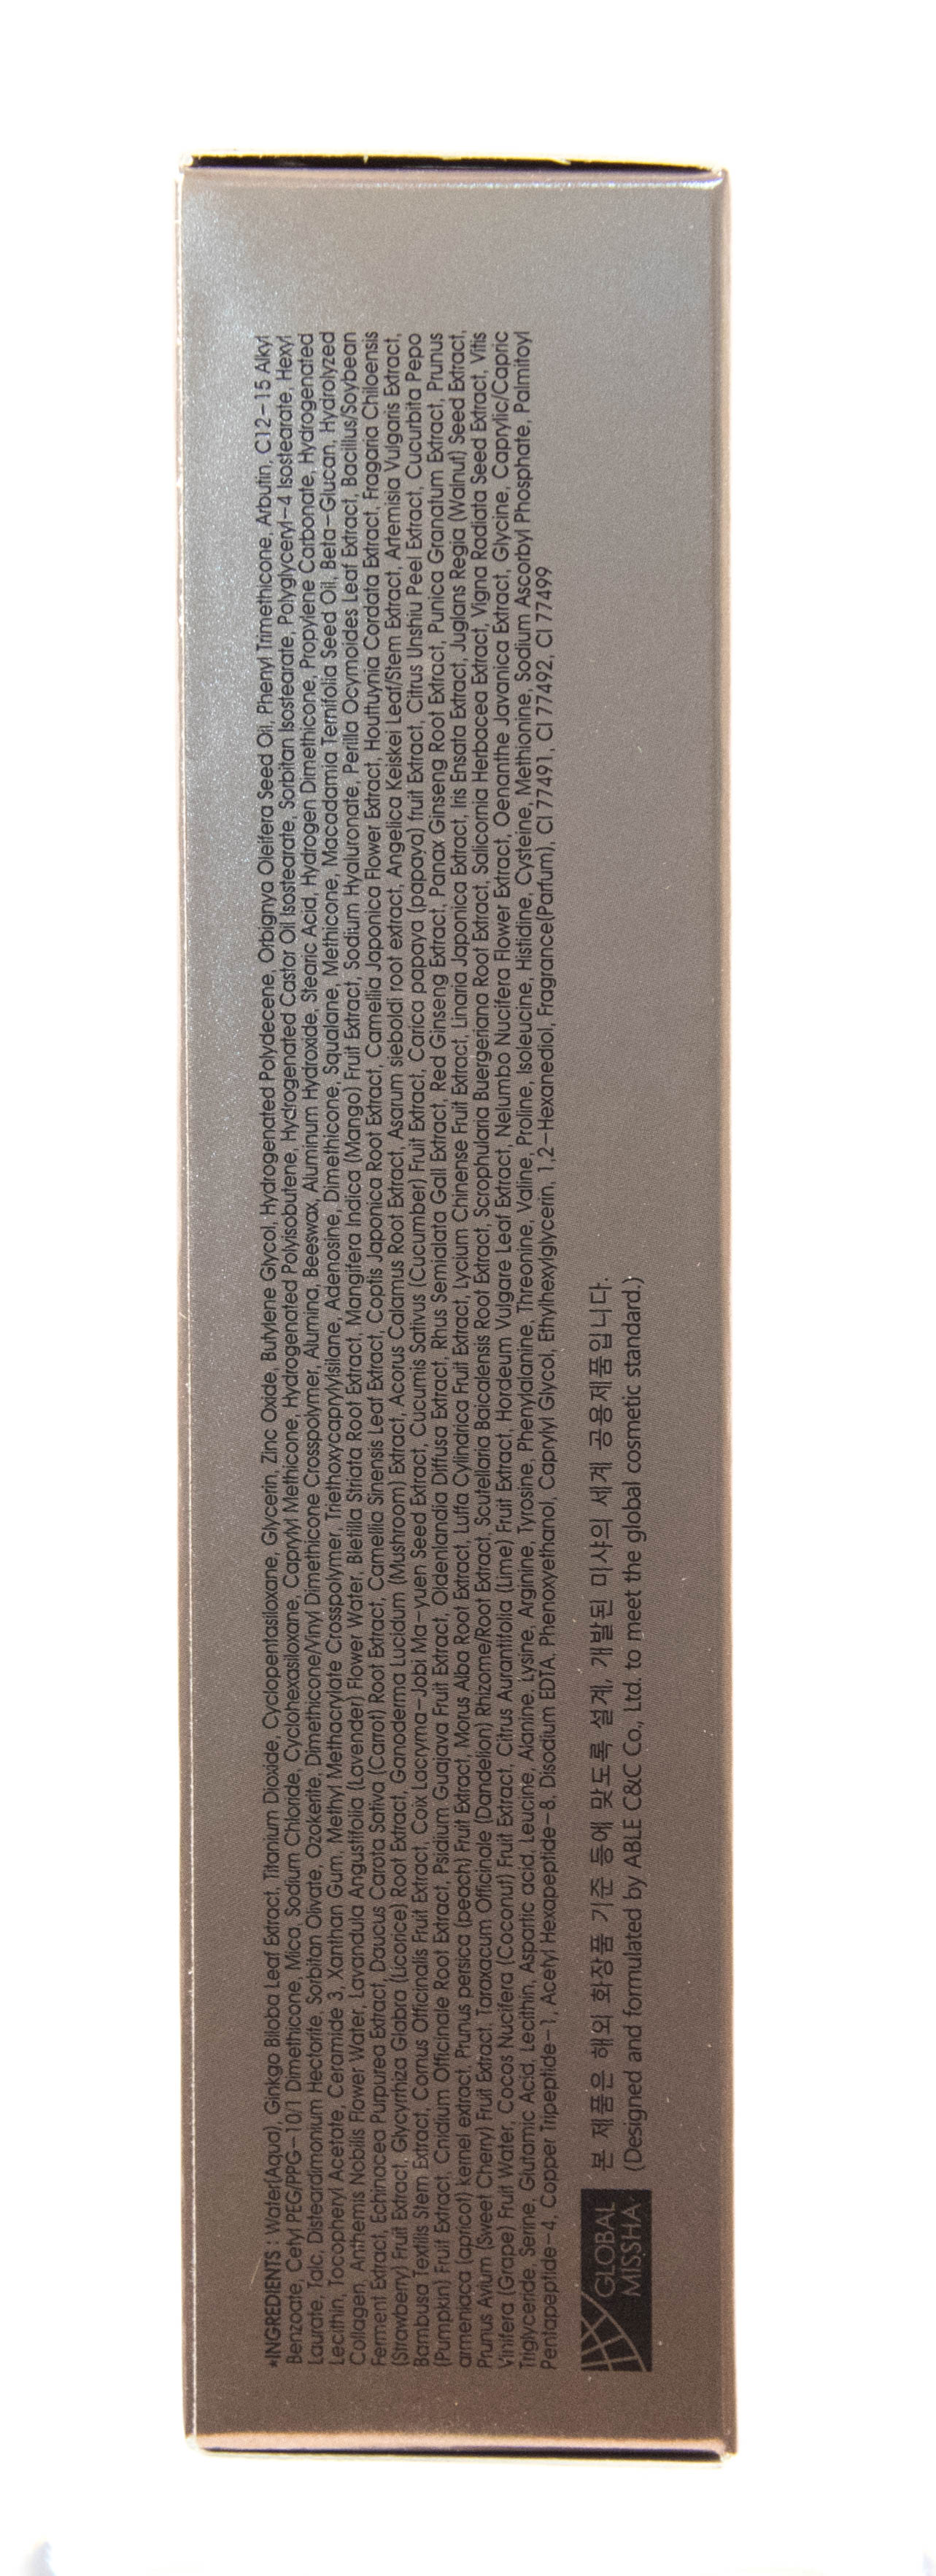 *INGREDIENTS : Water(Aqua), Ginkgo Biloba Leaf Extract, Titanium Dioxide, Cyclopentasiloxane, Glycerin, Zinc Oxide, Butylene Glycol, Hydrogenated Polydecene, Orbignya Oleifera Seed Oil, Phenyl Trimethicone, Arbutin, C12-15 Alkyl
Benzoate, Cetyl PEG/PPG-10/1 Dimethicone, Mica, Sodium Chloride, Cyclohexasiloxane, Caprylyl Methicone, Hydrogenated Polyisobutene, Hydrogenated Castor Oil Isostearate, Sorbitan Isostearate, Polyglyceryl-4 Isostearate, Hexyl
Laurate, Talc, Disteardimonium Hectorite, Sorbitan Olivate, Ozokerite, Dimethicone/Vinyl Dimethicone Crosspolymer, Alumina, Beeswax, Aluminum Hydroxide, Stearic Acid, Hydrogen Dimethicone, Propylene Carbonate, Hydrogenated
Lecithin, Tocopheryl Acetate, Ceramide 3, Xanthan Gum, Methyl Methacrylate Crosspolymer, Triethoxycaprylylsilane, Adenosine, Dimethicone, Squalane, Methicone, Macadamia Ternifolia Seed Oil, Beta-Glucan, Hydrolyzed
Collagen, Anthemis Nobilis Flower Water, Lavandula Angustifolia (Lavender) Flower Water, Bletilla Striata Root Extract, Mangifera Indica (Mango) Fruit Extract, Sodium Hyaluronate, Perilla Ocymoides Leaf Extract, Bacillus/Soybean
Ferment Extract, Echinacea Purpurea Extract, Daucus Carota Sativa (Carrot) Root Extract, Camellia Sinensis Leaf Extract, Coptis Japonica Root Extract, Camellia Japonica Flower Extract, Houttuynia Cordata Extract, Fragaria Chiloensis
(Strawberry) Fruit Extract, Glycyrrhiza Glabra (Licorice) Root Extract, Ganoderma Lucidum (Mushroom) Extract, Acorus Calamus Root Extract, Asarum sieboldi root extract, Angelica Keiskei Leaf/Stem Extract, Artemisia Vulgaris Extract,
Bambusa Textilis Stem Extract, Cornus Officinalis Fruit Extract, Coix Lacryma-Jobi Ma-yuen Seed Extract, Cucumis Sativus (Cucumber) Fruit Extract, Carica papaya (papaya) fruit Extract, Citrus Unshiu Peel Extract, Cucurbita Pepo
(Pumpkin) Fruit Extract, Cnidium Officinale Root Extract, Psidium Guajava Fruit Extract, Oldenlandia Diffusa Extract, Rhus Semialata Gall Extract, Red Ginseng Extract, Panax Ginseng Root Extract, Punica Granatum Extract, Prunus
armeniaca (apricot) kernel extract, Prunus persica (peach) Fruit Extract, Morus Alba Root Extract, Luffa Cylindrica Fruit Extract, Lycium Chinense Fruit Extract, Linaria Japonica Extract, Iris Ensata Extract, Juglans Regia (Walnut) Seed Extract,
Prunus Avium (Sweet Cherry) Fruit Extract, Taraxacum Officinale (Dandelion) Rhizome/Root Extract, Scutellaria Baicalensis Root Extract, Scrophularia Buergeriana Root Extract, Salicornia Herbacea Extract, Vigna Radiata Seed Extract, Vitis
Vinifera (Grape) Fruit Water, Cocos Nucifera (Coconut) Fruit Extract, Citrus Aurantifolia (Lime) Fruit Extract, Hordeum Vulgare Leaf Extract, Nelumbo Nucifera Flower Extract, Oenanthe Javanica Extract, Glycine, Caprylic/Capric
Triglyceride, Serine, Glutamic Acid, Lecithin, Aspartic acid, Leucine, Alanine, Lysine, Arginine, Tyrosine, Phenylalanine, Threonine, Valine, Proline, Isoleucine, Histidine, Cysteine, Methionine, Sodium Ascorbyl Phosphate, Palmitoyl
Pentapeptide-4, Copper Tripeptide-1, Acetyl Hexapeptide-8, Disodium EDTA, Phenoxyethanol, Caprylyl Glycol, Ethylhexylglycerin, 1,2-Hexanediol, Fragrance(Parfum), CI 77491, CI 77492, CI 77499
GLOBAL
MISSHA
본 제품은 해외 화장품 기준 등에 맞도록 설계, 개발된 미샤의 세계 공용제품입니다.
(Designed and formulated by ABLE C&C Co., Ltd. to meet the global cosmetic standard.)